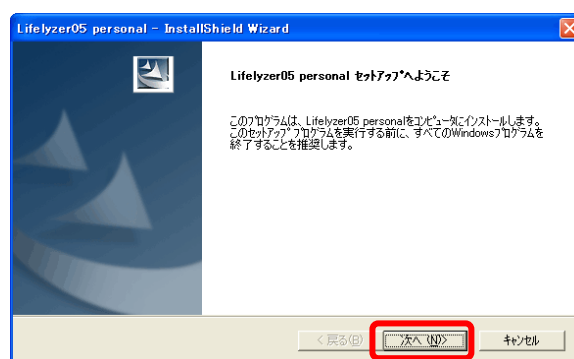 Lifelyzer05 personal - InstallShield Wizard
Lifelyzer05 personal セットアップへようこそ
このプログラムは、Lifelyzer05 personalをコンピュータにインストールします。
このセットアップ プログラムを実行する前に、すべてのWindowsプログラムを
終了することを推奨します。
< 戻る(B)
次へ (N)>
キャンセル